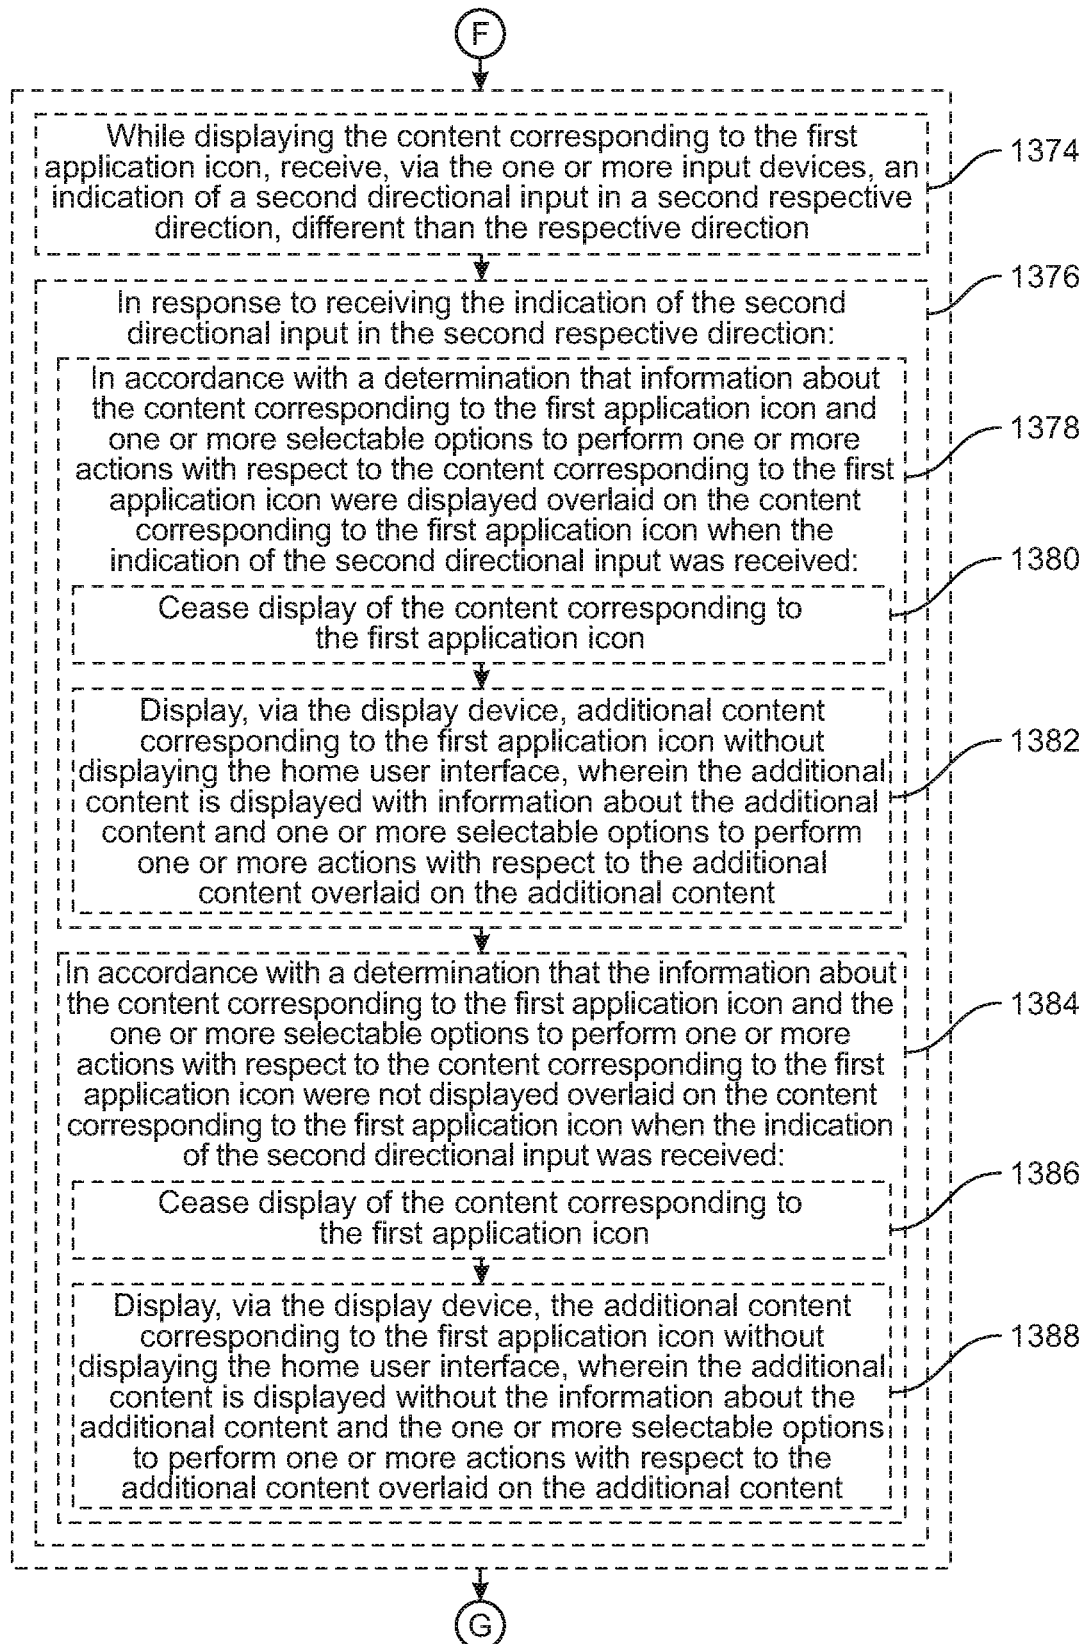 F
While displaying the content corresponding to the first
application icon, receive, via the one or more input devices, an
indication of a second directional input in a second respective
direction, different than the respective direction
1374
1376
In response to receiving the indication of the second
directional input in the second respective direction:
In accordance with a determination that information about
the content corresponding to the first application icon and
one or more selectable options to perform one or more
actions with respect to the content corresponding to the first
application icon were displayed overlaid on the content
corresponding to the first application icon when the
indication of the second directional input was received:
1378
1380
Cease display of the content corresponding to
the first application icon
Display, via the display device, additional content
corresponding to the first application icon without
displaying the home user interface, wherein the additional
content is displayed with information about the additional
content and one or more selectable options to perform
one or more actions with respect to the additional
content overlaid on the additional content
1382
In accordance with a determination that the information about
the content corresponding to the first application icon and the
one or more selectable options to perform one or more
actions with respect to the content corresponding to the first
application icon were not displayed overlaid on the content
corresponding to the first application icon when the indication
of the second directional input was received:
1384
1386
Cease display of the content corresponding to
the first application icon
Display, via the display device, the additional content
corresponding to the first application icon without
displaying the home user interface, wherein the additional
content is displayed without the information about the
additional content and the one or more selectable options
to perform one or more actions with respect to the
additional content overlaid on the additional content
1388
G